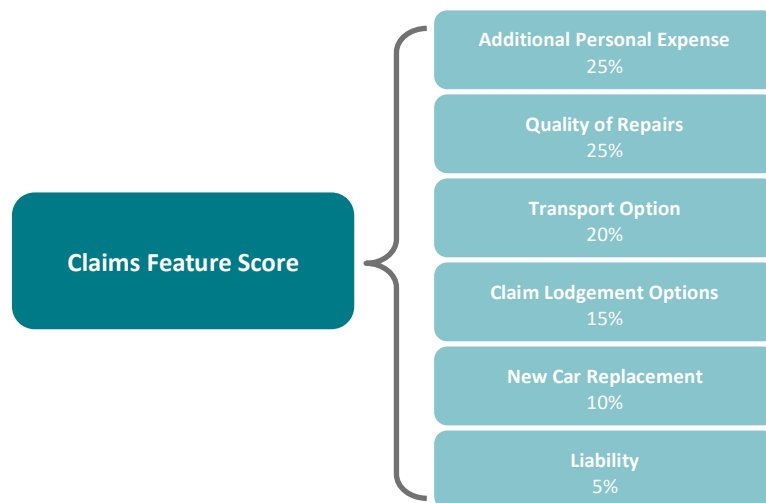 Claims Feature Score
Additional Personal Expense
25%
Quality of Repairs
25%
Transport Option
20%
Claim Lodgement Options
15%
New Car Replacement
10%
Liability
5%